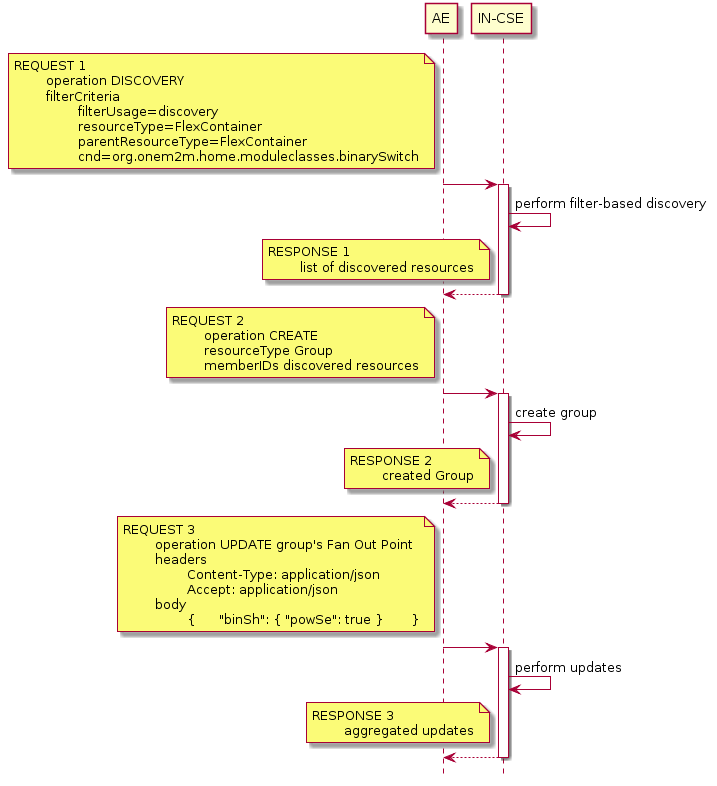 AE
IN-CSE
REQUEST 1
operation DISCOVERY
filterCriteria
filterUsage=discovery
resourceType=FlexContainer
parentResourceType=FlexContainer
cnd=org.onem2m.home.moduleclasses.binarySwitch
perform filter-based discovery
RESPONSE 1
list of discovered resources
REQUEST 2
operation CREATE
resourceType Group
memberIDs discovered resources
create group
RESPONSE 2
created Group
REQUEST 3
operation UPDATE group's Fan Out Point
headers
Content-Type: application/json
Accept: application/json
body
{ "binSh": { "powSe": true } }
perform updates
RESPONSE 3
aggregated updates